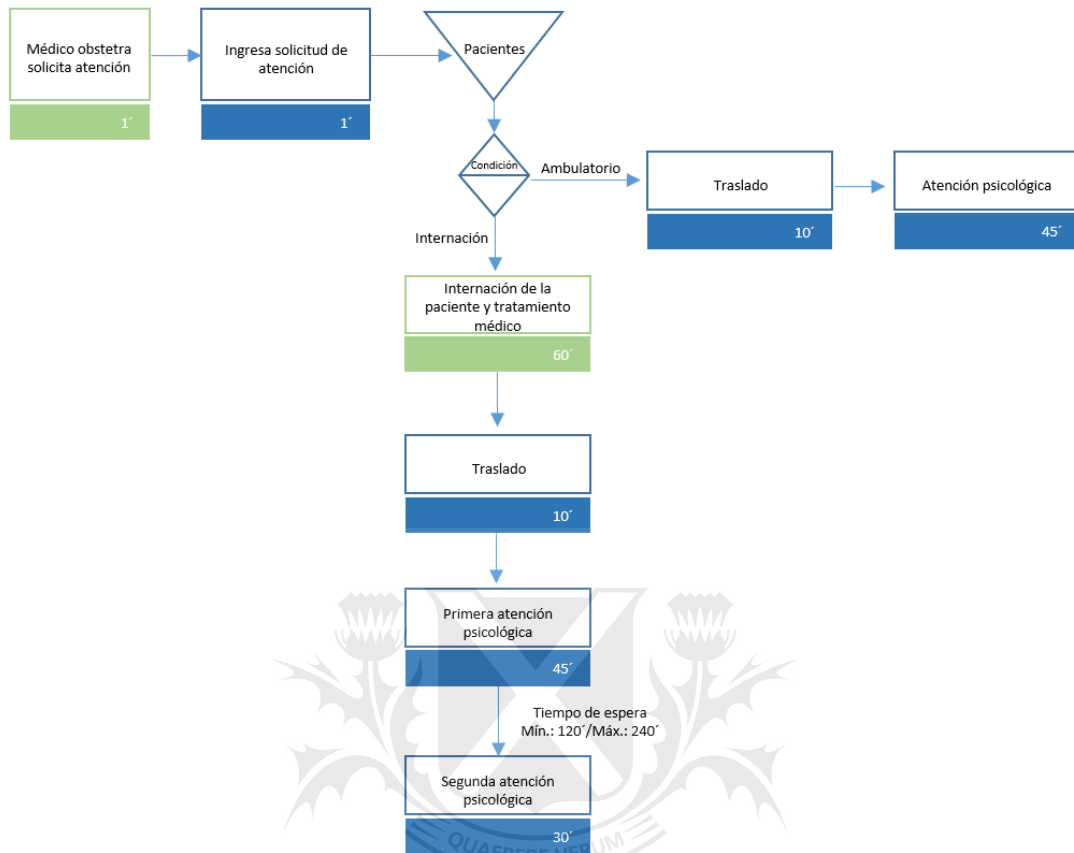 Médico obstetra
solicita atención
1´
Ingresa solicitud de
atención
1´
Pacientes
Condición
Ambulatorio
Traslado
10´
Atención psicológica
45´
Internación
Internación de la
paciente y tratamiento
médico
60´
Traslado
10´
Primera atención
psicológica
45´
Tiempo de espera
Mín.: 120´/Máx.: 240´
Segunda atención
psicológica
30´
QUAERERE VERUM